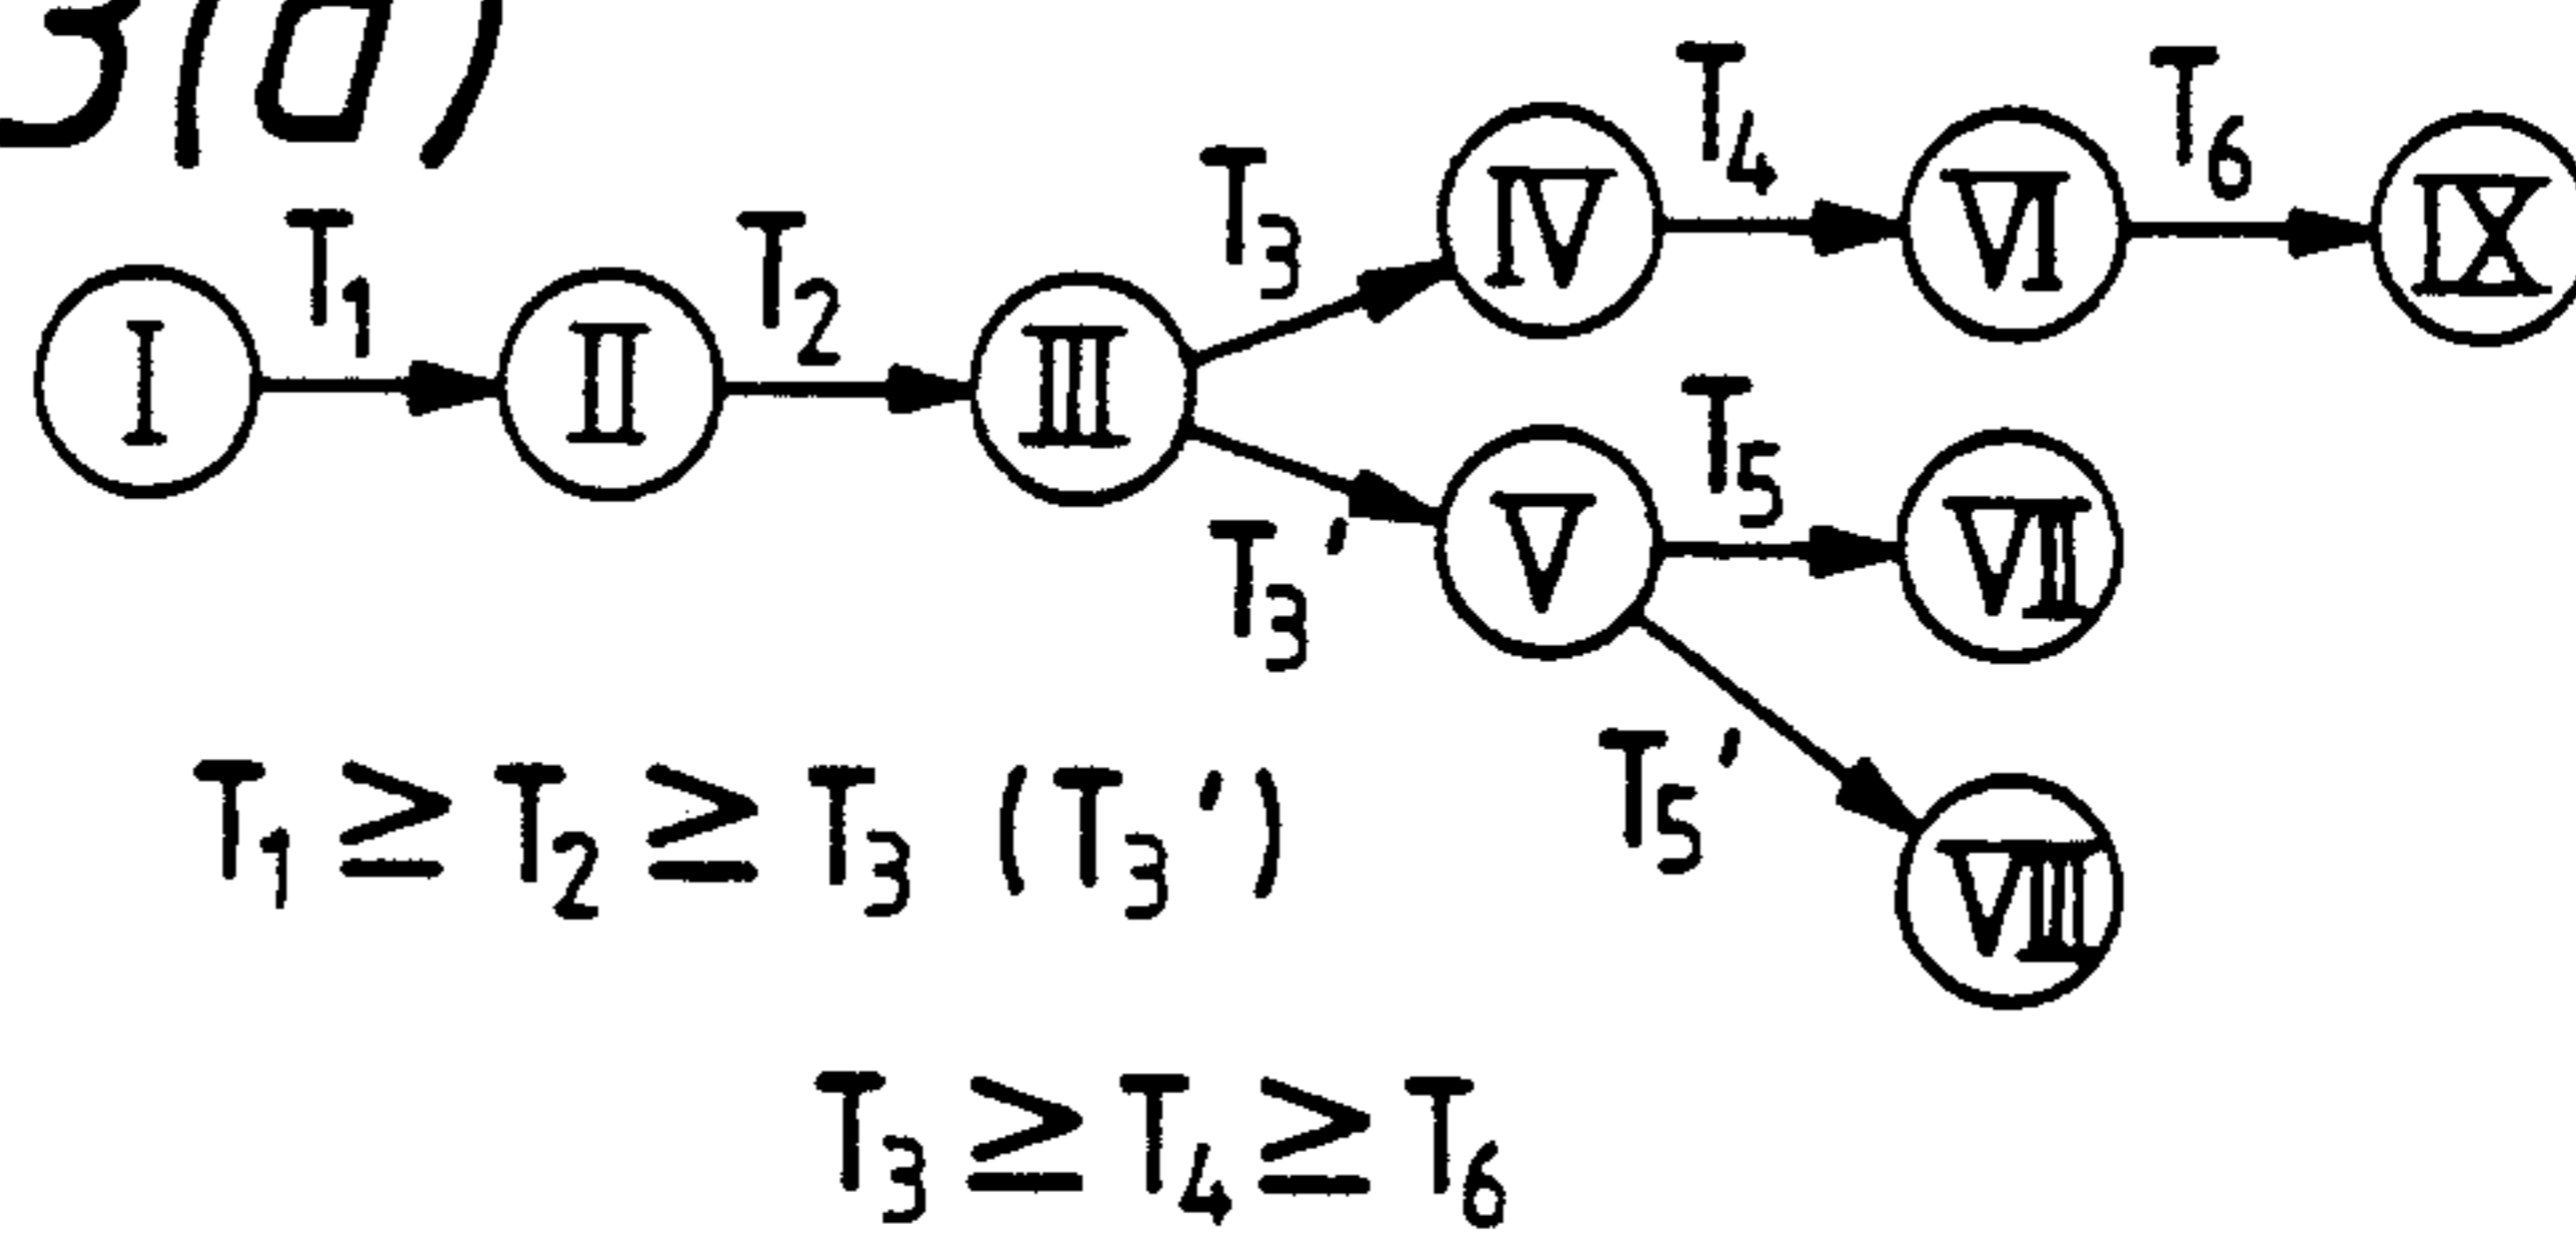 3(a)
T4 T6
T3 IV VI IX
T1 T2
I II III
T5
V VII
T3'
T5'
VIII
T1 ≥ T2 ≥ T3 (T3')
T3 ≥ T4 ≥ T6